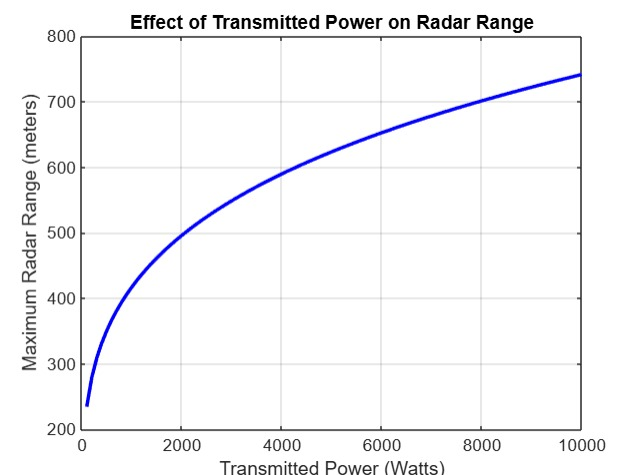 Effect of Transmitted Power on Radar Range
800
700
600
500
400
300
200
Maximum Radar Range (meters)
0 2000 4000 6000 8000 10000
Transmitted Power (Watts)